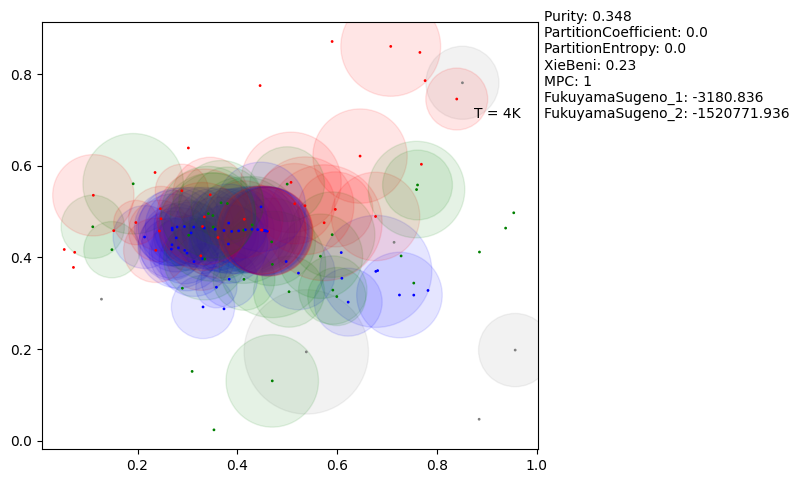 Purity: 0.348
PartitionCoefficient: 0.0
PartitionEntropy: 0.0
XieBeni: 0.23
MPC: 1
FukuyamaSugeno_1: -3180.836
FukuyamaSugeno_2: -1520771.936
T = 4K
0.8
0.6
0.4
0.2
0.0
0.2 0.4 0.6 0.8 1.0